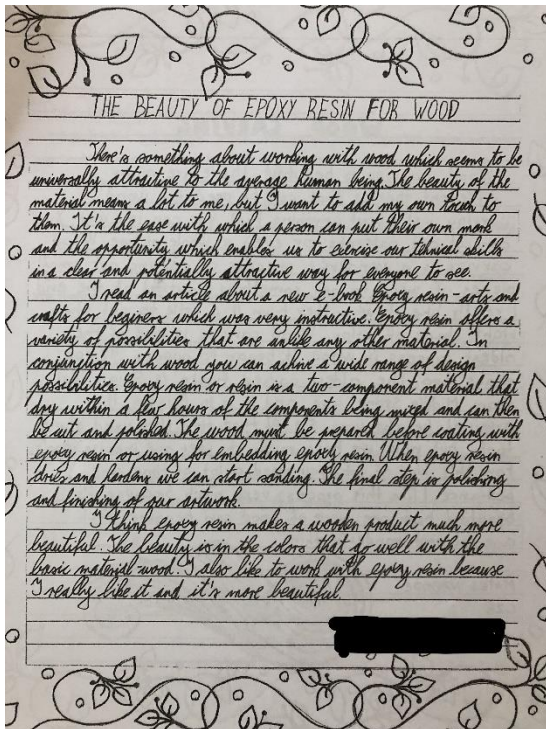 THE BEAUTY OF EPOXY RESIN FOR WOOD
There's something about working with wood which seems to be
universally attractive to the average human being. The beauty of the
material means a lot to me, but I want to add my own touch to
them. It's the ease with which a person can put their own mark
and the opportunity which enables us to exercise our tehnical skills
in a clear and potentially attractive way for everyone to see.
I read an article about a new e-book Epoxy resin-arts and
crafts for beginers which was very instructive. Epoxy resin offers a
variety of possibilities that are unlike any other material. In
conjunction with wood you can achive a wide range of design
possibilities. Epoxy resin or resin is a two-component material that
dry within a few hours of the components being mixed and can then
be cut and polished. The wood must be prepared before coating with
epoxy resin or using for embedding epoxy resin. When epoxy resin
dries and hardens we can start sanding. The final step is polishing
and finishing of our artwork.
I think epoxy resin makes a wooden product much more
beautiful. The beauty is in the colors that go well with the
basic material wood. I also like to work with epoxy resin because
I really like it and it's more beautiful.